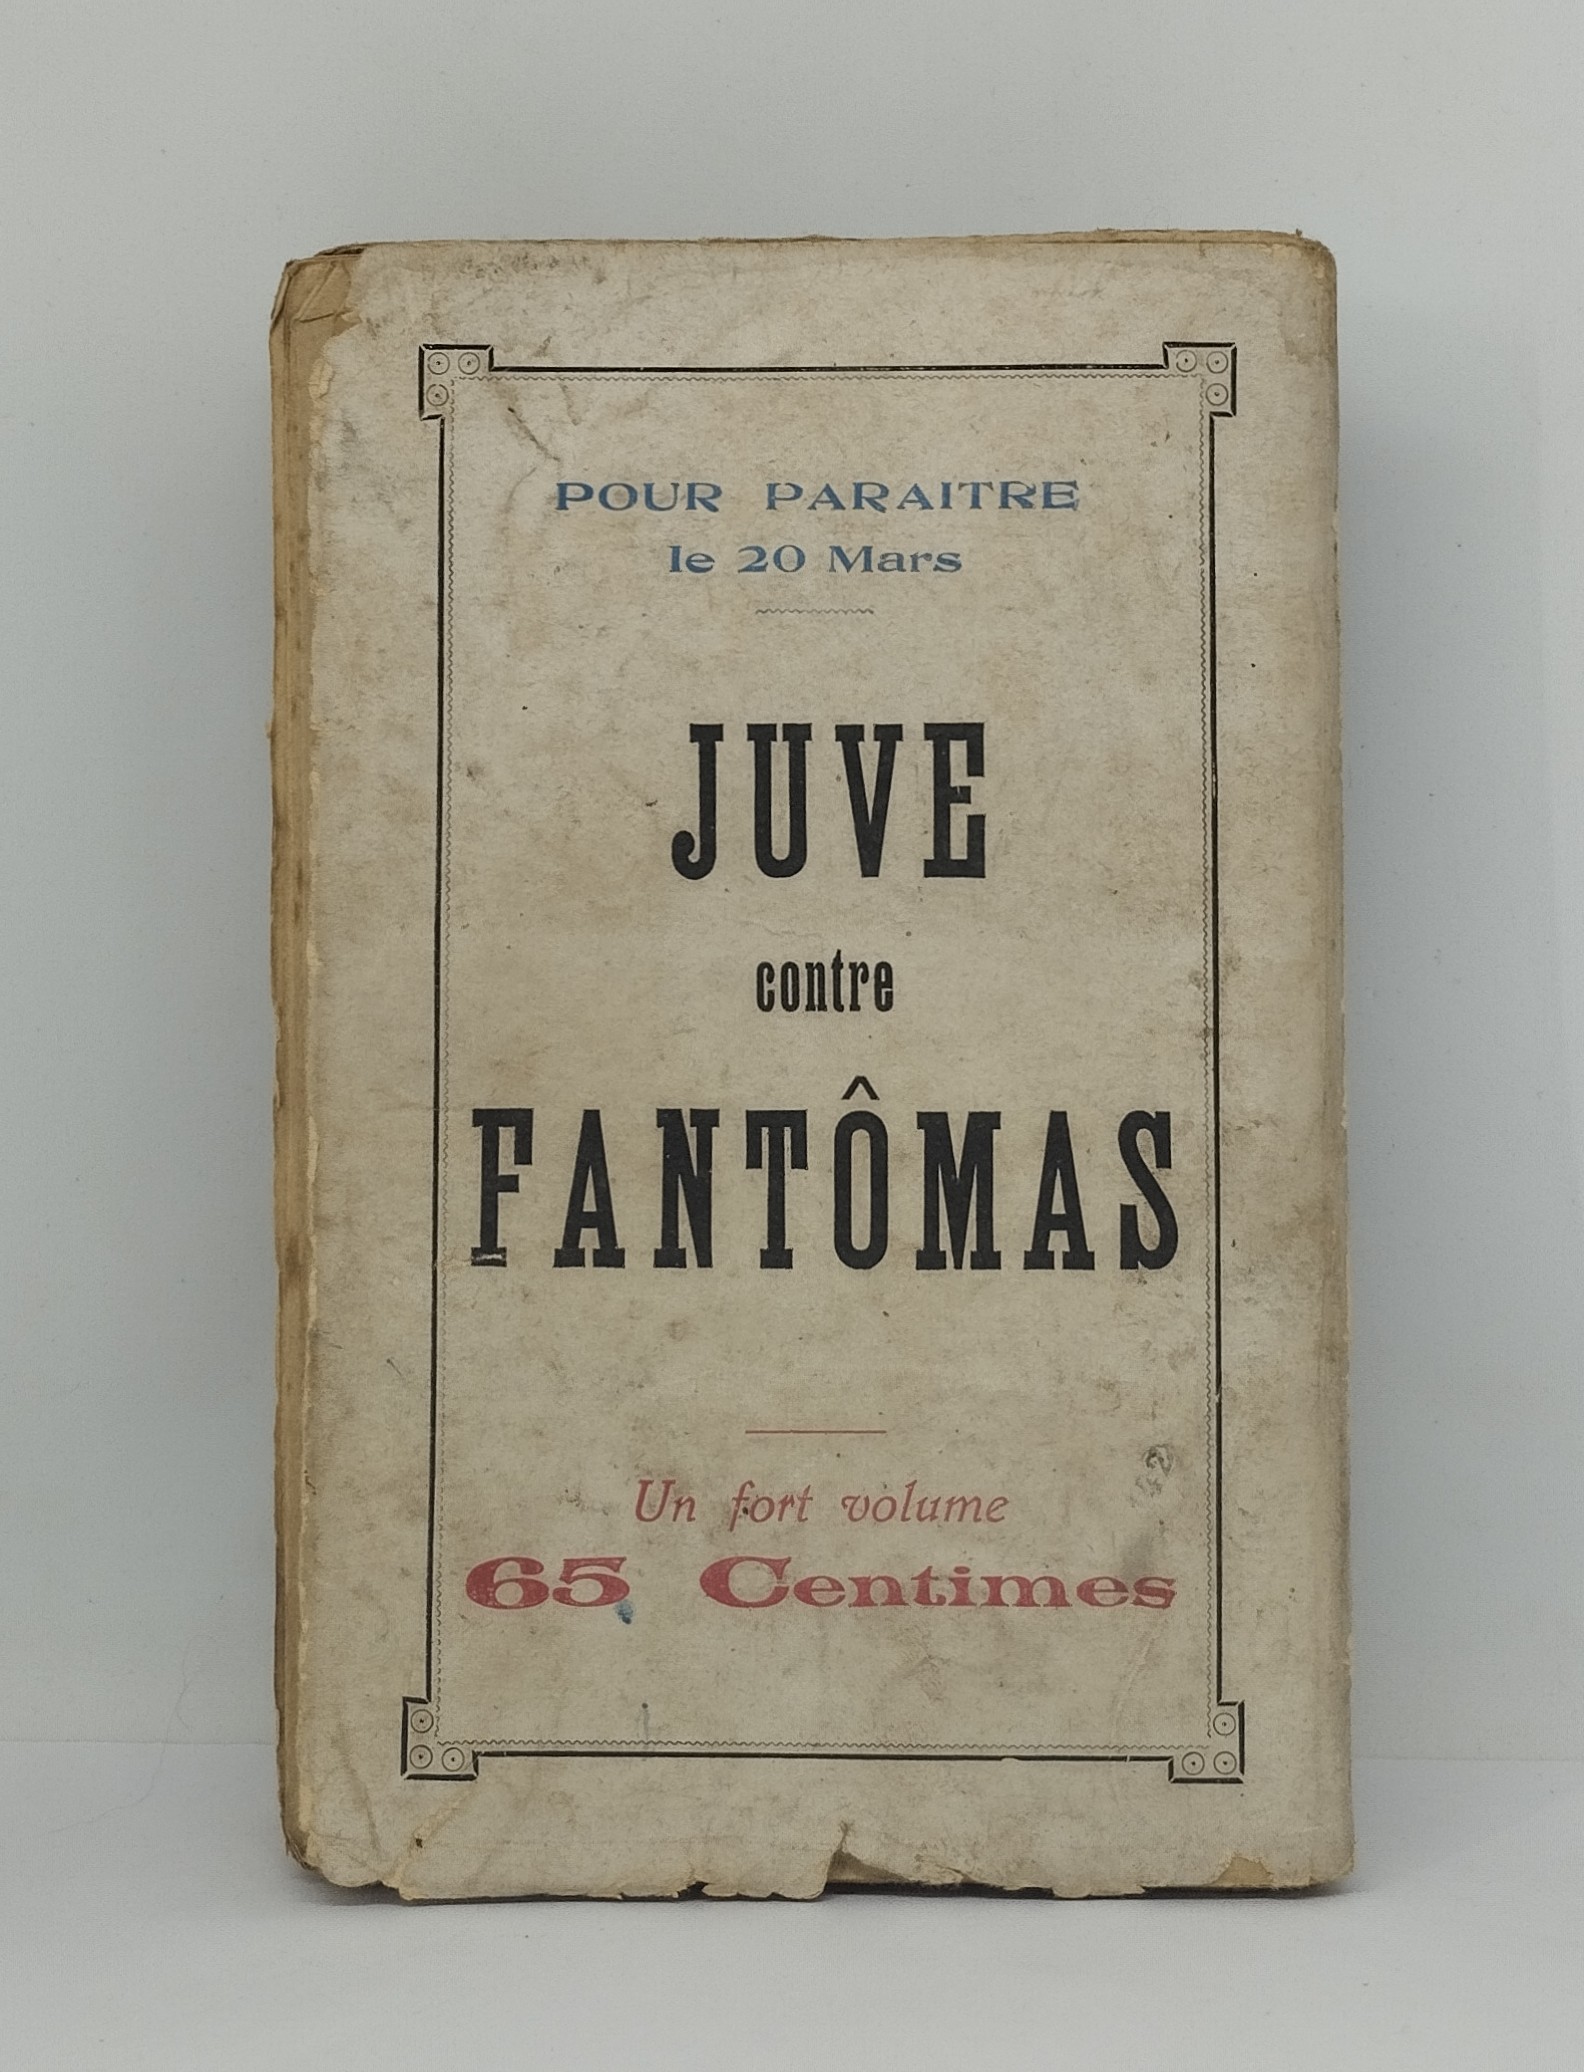 POUR PARAITRE
le 20 Mars
JUVE
contre
FANTÔMAS
Un fort volume
65 Centimes